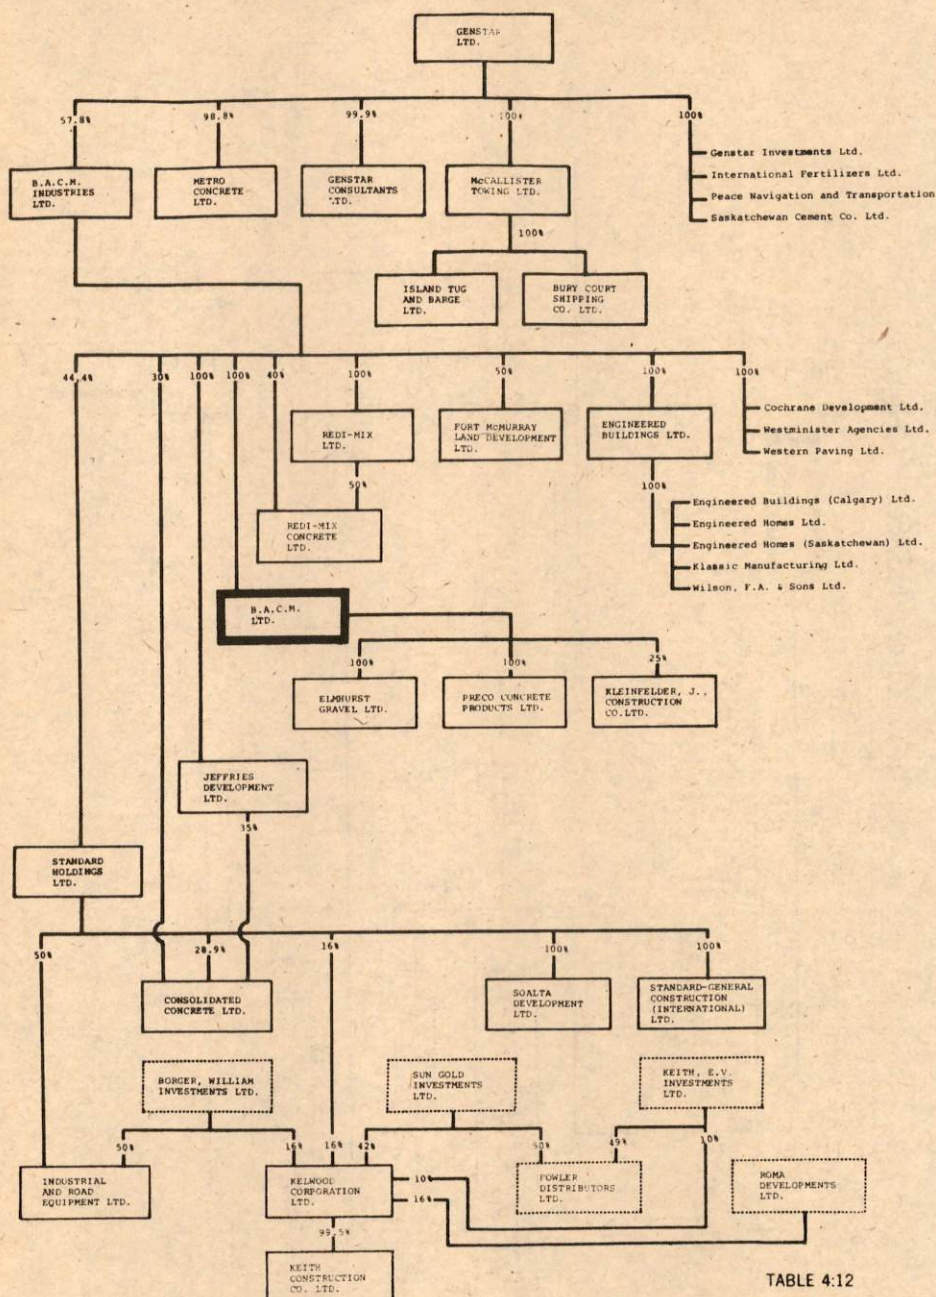 GENSTAR
LTD.
57.8%
98.8%
99.9%
100%
100%
B.A.C.M.
INDUSTRIES
LTD.
METRO
CONCRETE
LTD.
GENSTAR
CONSULTANTS
LTD.
McCALLISTER
TOWING LTD.
Genstar Investments Ltd.
International Fertilizers Ltd.
Peace Navigation and Transportation
Saskatchewan Cement Co. Ltd.
100%
ISLAND TUG
AND BARGE
LTD.
BURY COURT
SHIPPING
CO. LTD.
44.4%
30%
100%
100%
40%
100%
50%
100%
100%
REDI-MIX
LTD.
FORT McMURRAY
LAND DEVELOPMENT
LTD.
ENGINEERED
BUILDINGS LTD.
Cochrane Development Ltd.
Westminister Agencies Ltd.
Western Paving Ltd.
50%
100%
REDI-MIX
CONCRETE
LTD.
Engineered Buildings (Calgary) Ltd.
Engineered Homes Ltd.
Engineered Homes (Saskatchewan) Ltd.
Klassic Manufacturing Ltd.
Wilson, F.A. & Sons Ltd.
B.A.C.M.
LTD.
100%
100%
25%
ELMHURST
GRAVEL LTD.
PRECO CONCRETE
PRODUCTS LTD.
KLEINFELDER, J.,
CONSTRUCTION
CO.LTD.
JEFFRIES
DEVELOPMENT
LTD.
35%
STANDARD
HOLDINGS
LTD.
50%
28.9%
16%
100%
100%
CONSOLIDATED
CONCRETE LTD.
SOALTA
DEVELOPMENT
LTD.
STANDARD-GENERAL
CONSTRUCTION
(INTERNATIONAL)
LTD.
BORGER, WILLIAM
INVESTMENTS LTD.
SUN GOLD
INVESTMENTS
LTD.
KEITH, E.V.
INVESTMENTS
LTD.
50%
16%
16%
42%
50%
49%
10%
INDUSTRIAL
AND ROAD
EQUIPMENT LTD.
KELWOOD
CORPORATION
LTD.
10%
16%
FOWLER
DISTRIBUTORS
LTD.
ROMA
DEVELOPMENTS
LTD.
99.5%
KEITH
CONSTRUCTION
CO. LTD.
TABLE 4:12